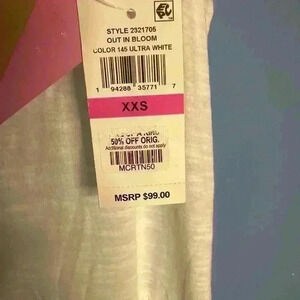 STYLE 2321705
OUT IN BLOOM
COLOR 145 ULTRA WHITE
1 94288 35771 7
XXS
50% OFF ORIG.
Additional discounts do not apply
MCRTN50
MSRP $99.00